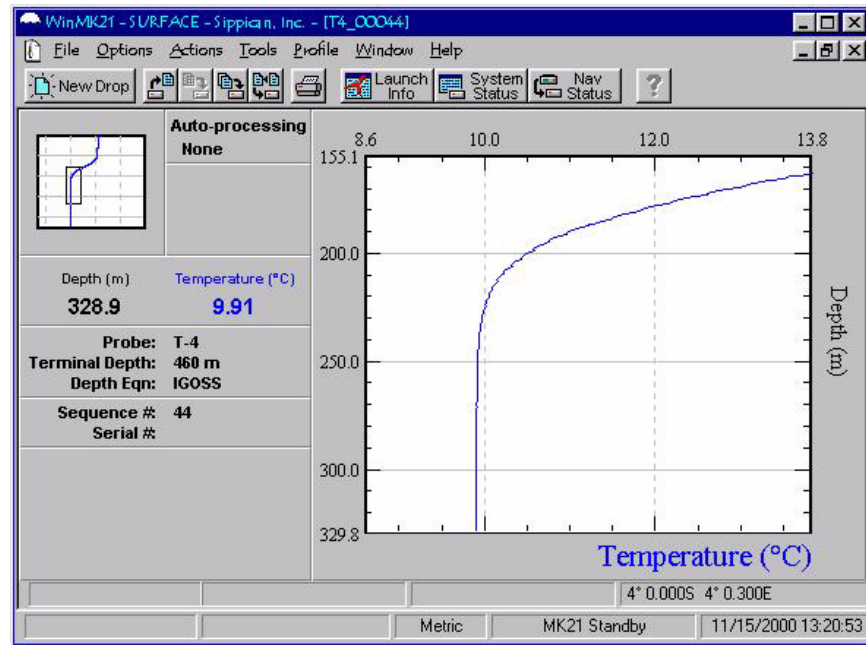 WinMK21 - SURFACE - Sippican, Inc. - [T4_00044]
File Options Actions Tools Profile Window Help
New Drop Launch Info System Status Nav Status ?
Auto-processing
None
Depth (m) Temperature (°C)
328.9 9.91
Probe: T-4
Terminal Depth: 460 m
Depth Eqn: IGOSS
Sequence #: 44
Serial #:
8.6 10.0 12.0 13.8
155.1
200.0
250.0
300.0
329.8
Depth (m)
Temperature (°C)
4° 0.000S 4° 0.300E
Metric MK21 Standby 11/15/2000 13:20:53